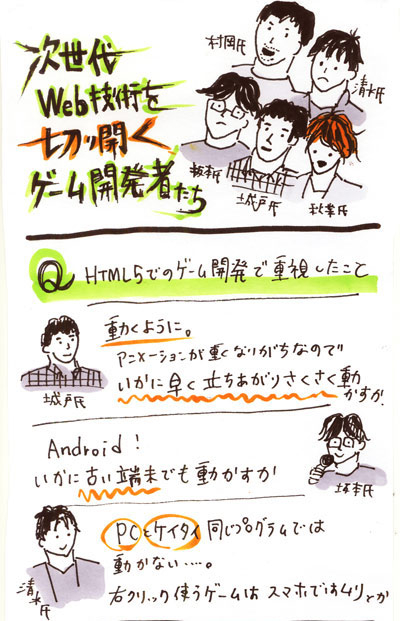 次世代
Web技術を
切り開く
ゲーム開発者たち
村岡氏
清水氏
坂本氏
城戸氏
秋葉氏
Q HTML5でのゲーム開発で重視したこと
動くように。
アニメーションが重くなりがちなので
いかに早く立ちあがりさくさく動
かすか.
城戸氏
Android!
いかに古い端末でも動かすか
坂本氏
PCとケイタイ同じプログラムでは
動かない…。
右クリック使うゲームはスマホではムリとか
清水氏